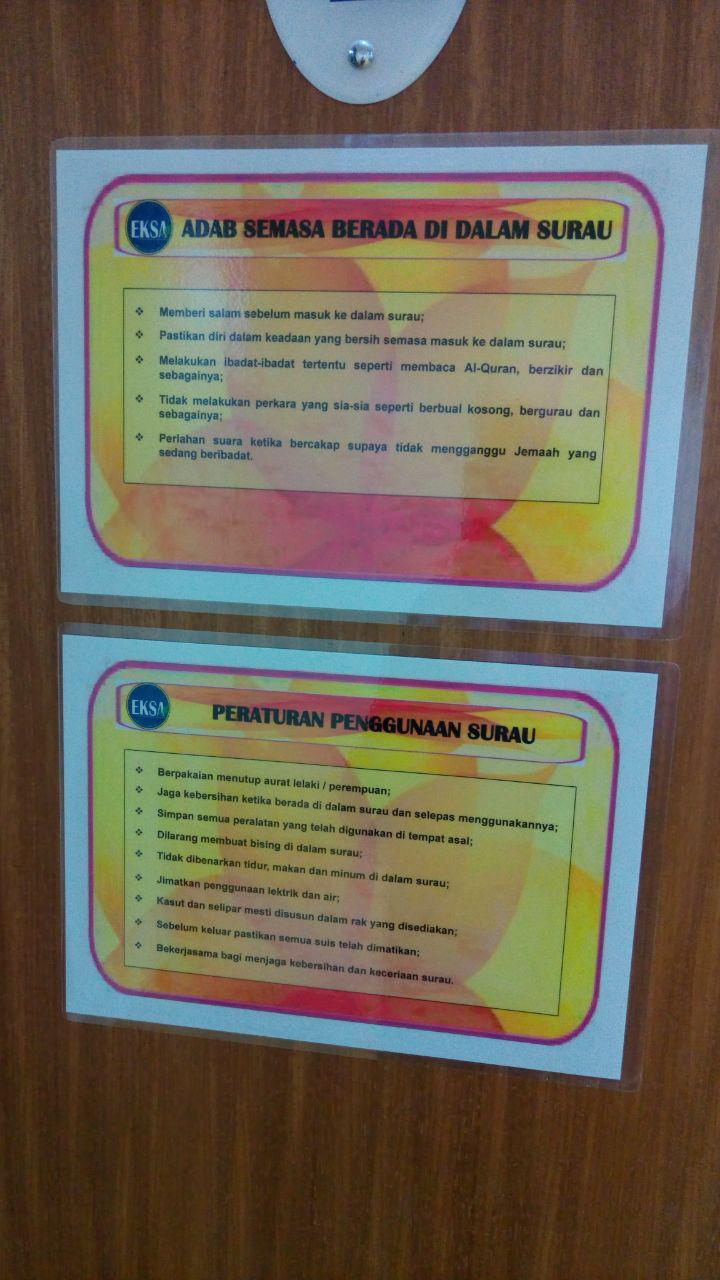 EKSA ADAB SEMASA BERADA DI DALAM SURAU
❖ Memberi salam sebelum masuk ke dalam surau;
❖ Pastikan diri dalam keadaan yang bersih semasa masuk ke dalam surau;
❖ Melakukan ibadat-ibadat tertentu seperti membaca Al-Quran, berzikir dan
sebagainya;
❖ Tidak melakukan perkara yang sia-sia seperti berbual kosong, bergurau dan
sebagainya;
❖ Perlahan suara ketika bercakap supaya tidak mengganggu Jemaah yang
sedang beribadat.
EKSA PERATURAN PENGGUNAAN SURAU
❖ Berpakaian menutup aurat lelaki / perempuan;
❖ Jaga kebersihan ketika berada di dalam surau dan selepas menggunakannya;
❖ Simpan semua peralatan yang telah digunakan di tempat asal;
❖ Dilarang membuat bising di dalam surau;
❖ Tidak dibenarkan tidur, makan dan minum di dalam surau;
❖ Jimatkan penggunaan lektrik dan air;
❖ Kasut dan selipar mesti disusun dalam rak yang disediakan;
❖ Sebelum keluar pastikan semua suis telah dimatikan;
❖ Bekerjasama bagi menjaga kebersihan dan keceriaan surau.